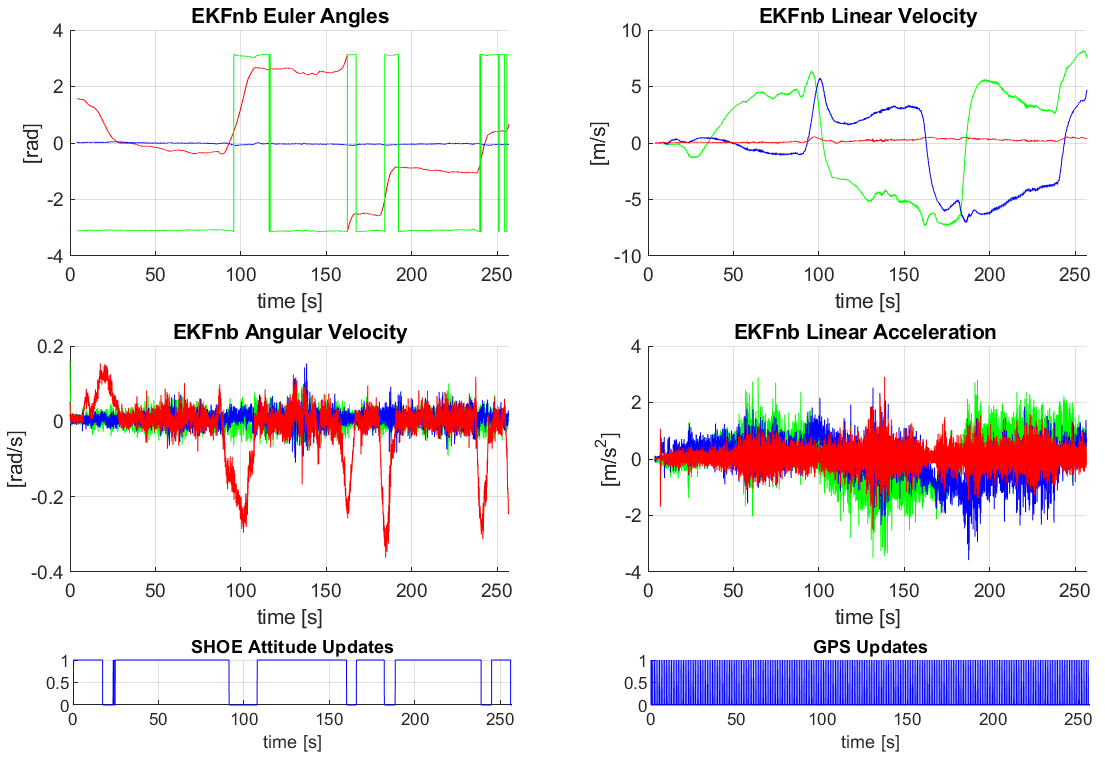 EKFnb Euler Angles
4
2
0
-2
-4
[rad]
0 50 100 150 200 250
time [s]
EKFnb Linear Velocity
10
5
0
-5
-10
[m/s]
0 50 100 150 200 250
time [s]
EKFnb Angular Velocity
0.2
0
-0.2
-0.4
[rad/s]
0 50 100 150 200 250
time [s]
EKFnb Linear Acceleration
4
2
0
-2
-4
[m/s²]
0 50 100 150 200 250
time [s]
SHOE Attitude Updates
1
0.5
0
0 50 100 150 200 250
time [s]
GPS Updates
1
0.5
0
0 50 100 150 200 250
time [s]